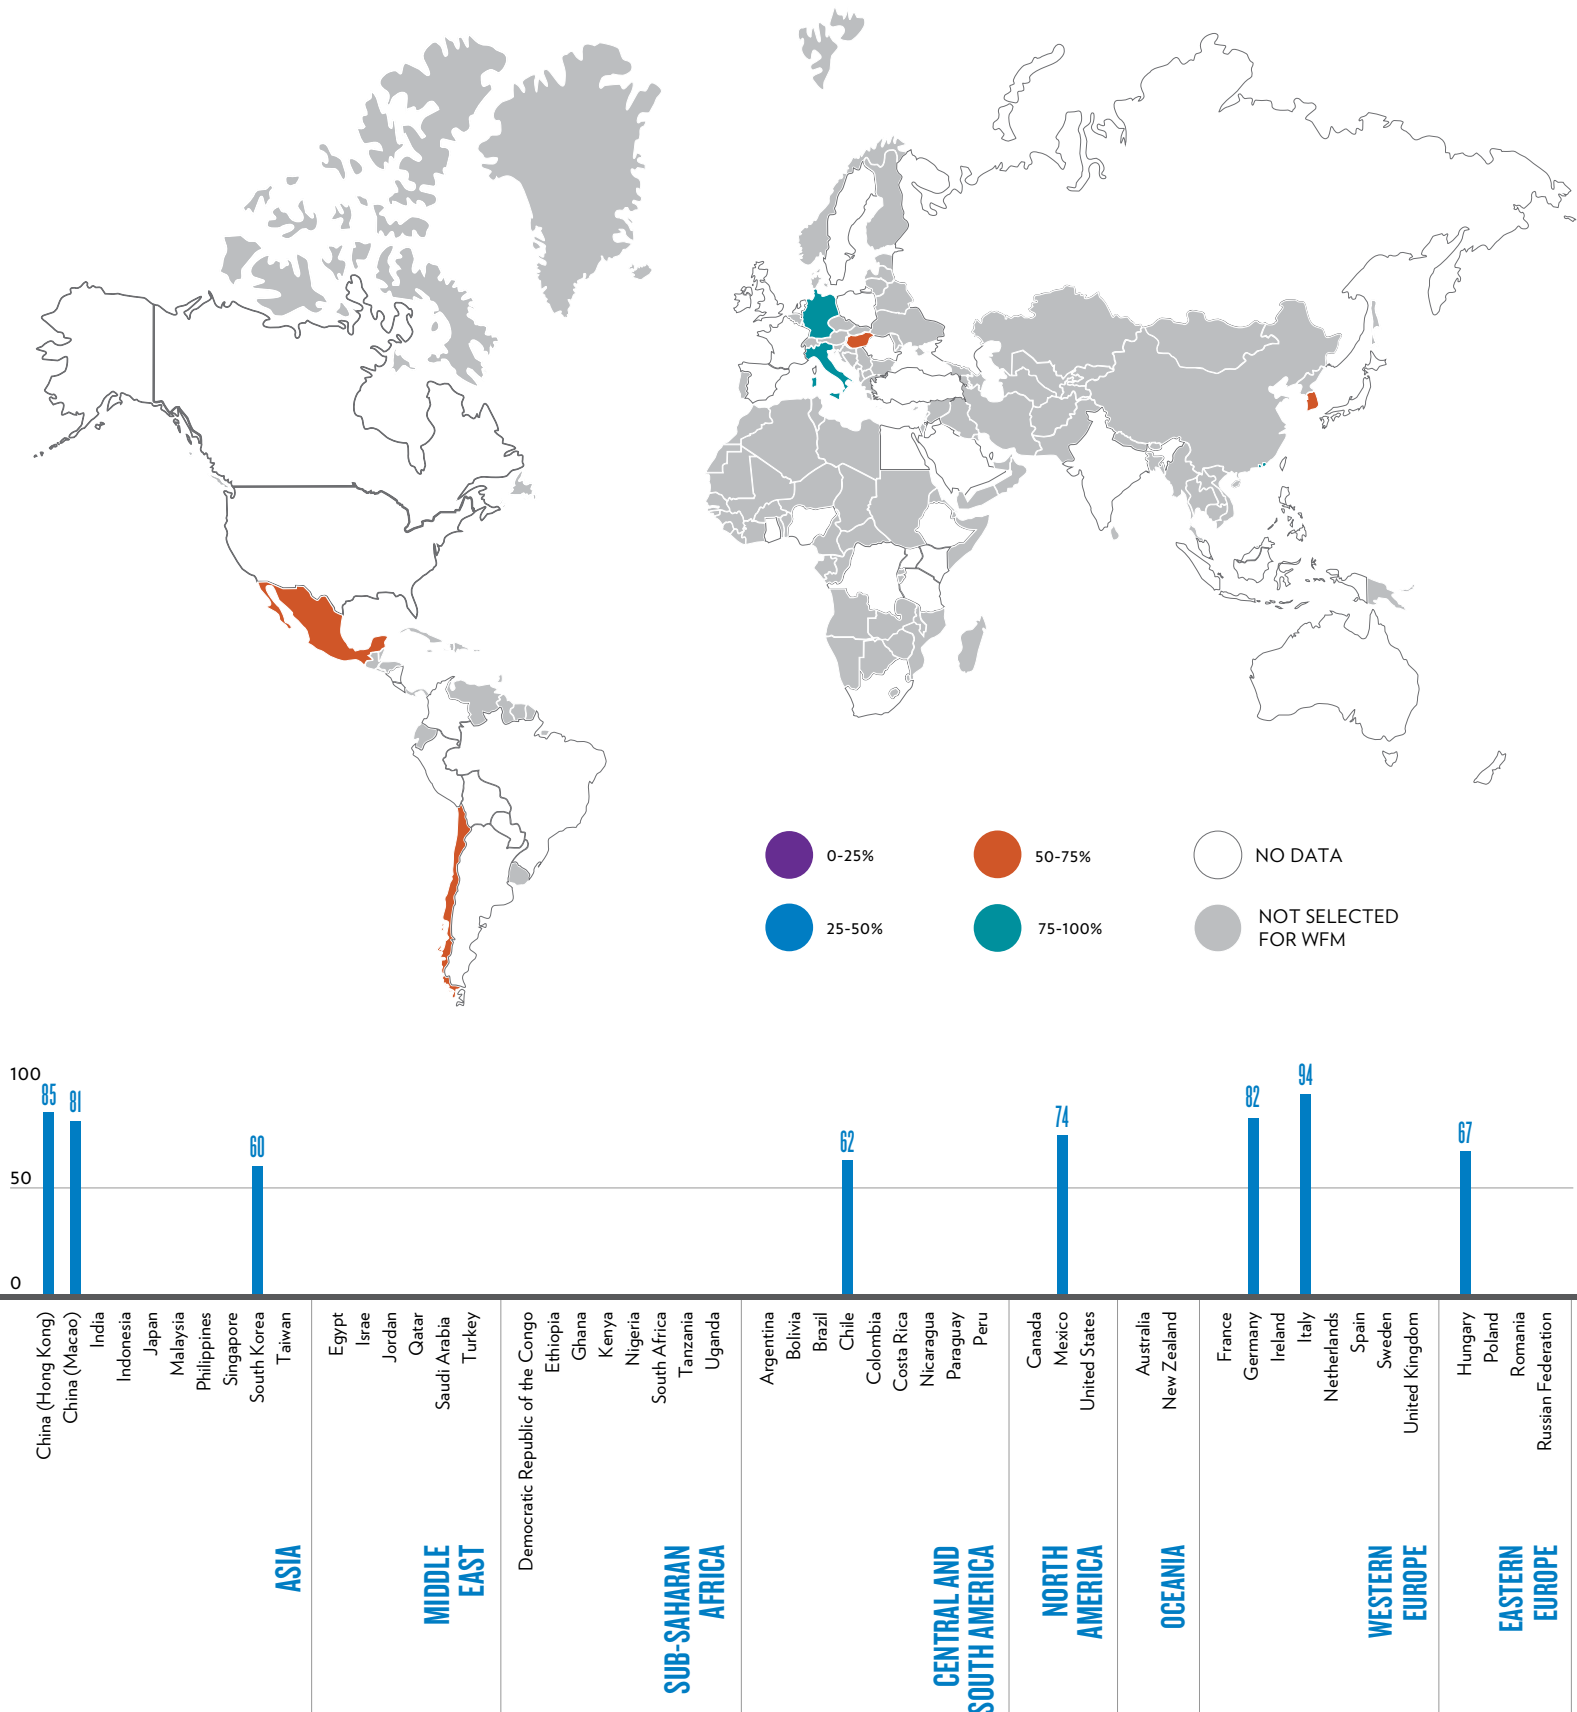 0-25%
50-75%
NO DATA
25-50%
75-100%
NOT SELECTED
FOR WFM
100
50
0
85
81
60
62
74
82
94
67
China (Hong Kong)
China (Macao)
India
Indonesia
Japan
Malaysia
Philippines
Singapore
South Korea
Taiwan
Egypt
Israe
Jordan
Qatar
Saudi Arabia
Turkey
Democratic Republic of the Congo
Ethiopia
Ghana
Kenya
Nigeria
South Africa
Tanzania
Uganda
Argentina
Bolivia
Brazil
Chile
Colombia
Costa Rica
Nicaragua
Paraguay
Peru
Canada
Mexico
United States
Australia
New Zealand
France
Germany
Ireland
Italy
Netherlands
Spain
Sweden
United Kingdom
Hungary
Poland
Romania
Russian Federation
ASIA
MIDDLE
EAST
SUB-SAHARAN
AFRICA
CENTRAL AND
SOUTH AMERICA
NORTH
AMERICA
OCEANIA
WESTERN
EUROPE
EASTERN
EUROPE